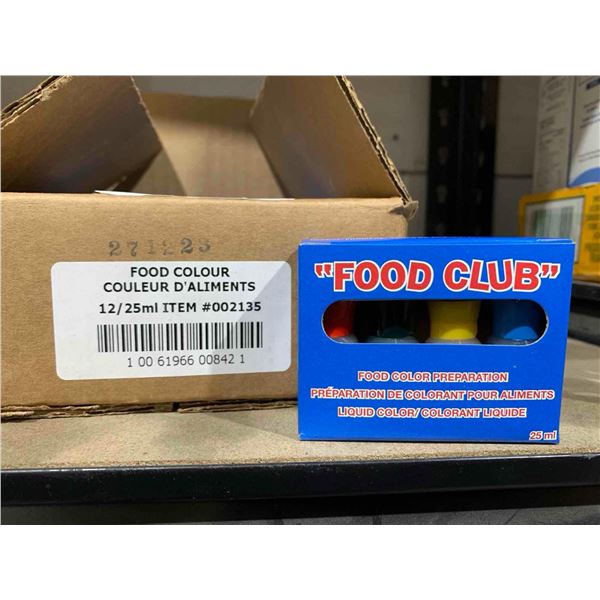 271223
FOOD COLOUR
COULEUR D'ALIMENTS
12/25ml ITEM #002135
1 00 61966 00842 1
"FOOD CLUB"
FOOD COLOR PREPARATION
PRÉPARATION DE COLORANT POUR ALIMENTS
LIQUID COLOR/ COLORANT LIQUIDE
25 ml